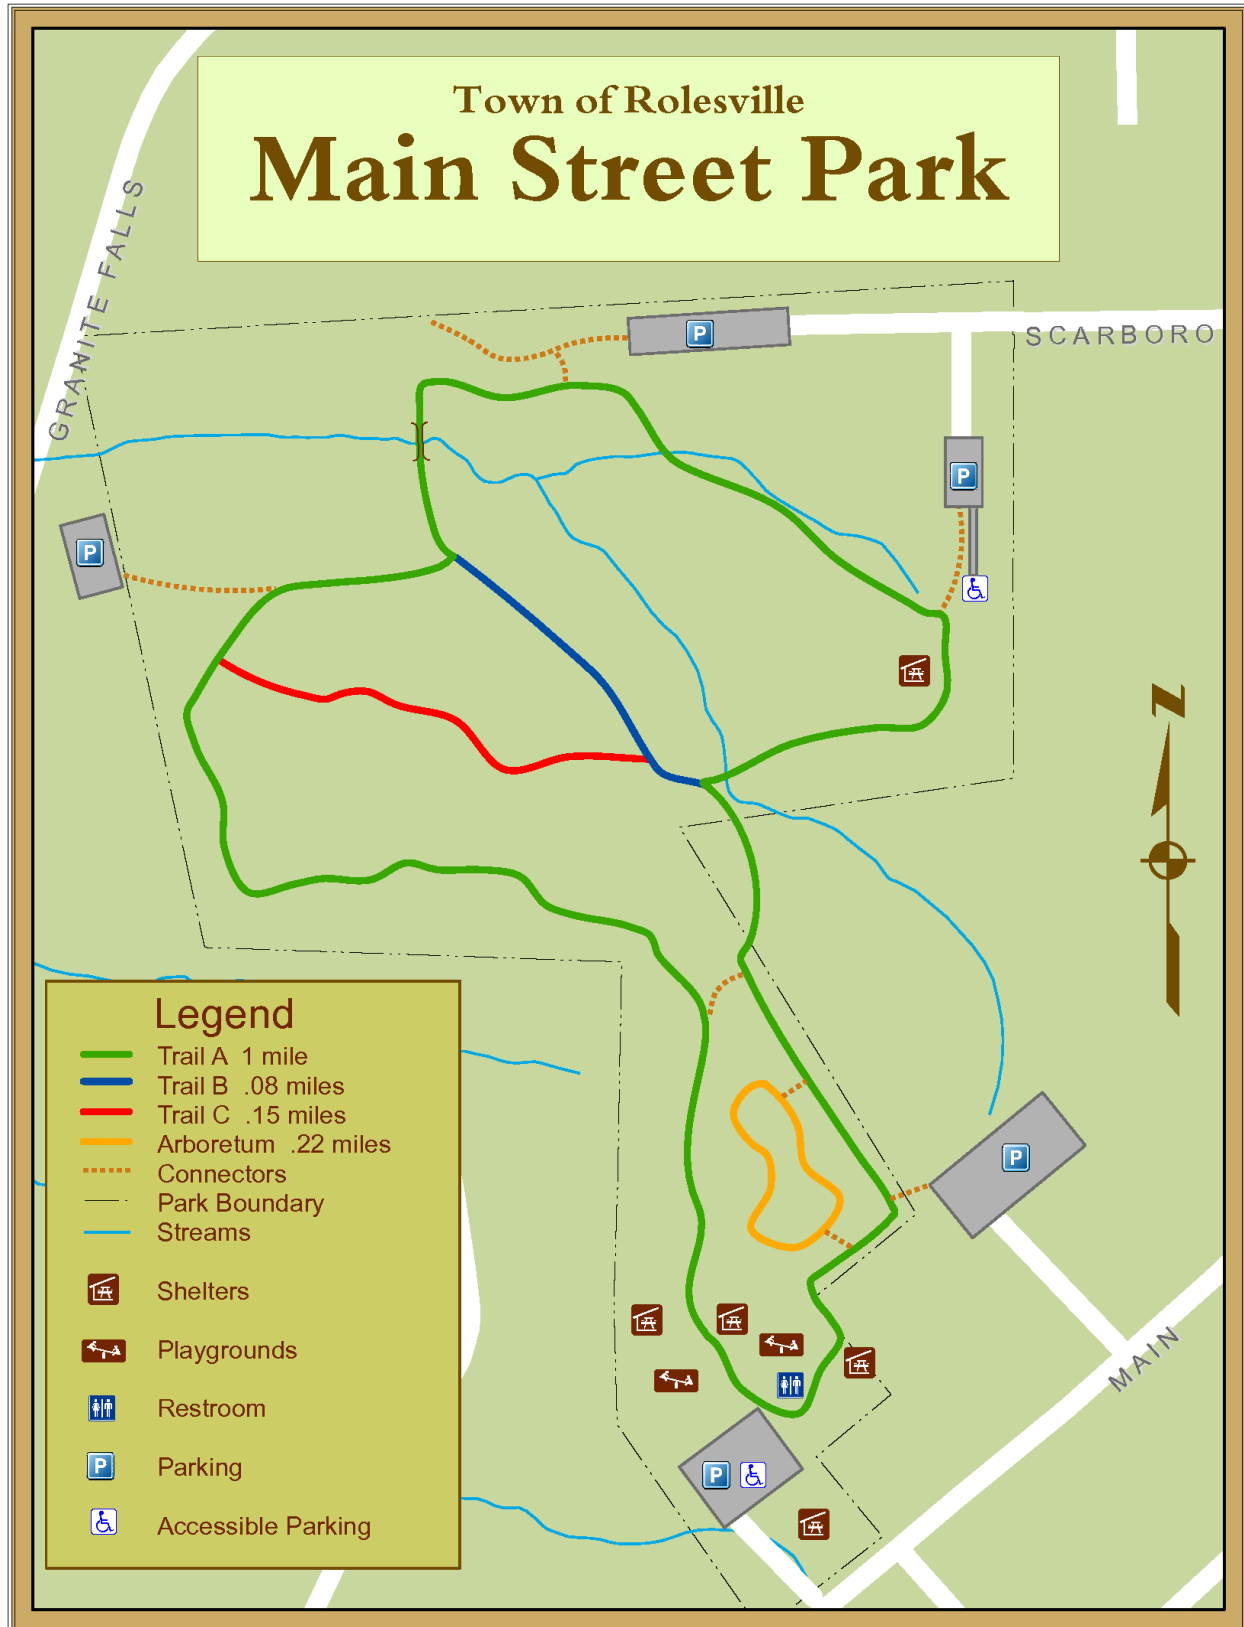 Town of Rolesville
Main Street Park
GRANITE FALLS
P
SCARBORO
P
P
N
Legend
Trail A 1 mile
Trail B .08 miles
Trail C .15 miles
Arboretum .22 miles
Connectors
Park Boundary
Streams
Shelters
Playgrounds
Restroom
P
Parking
Accessible Parking
P
MAIN
P